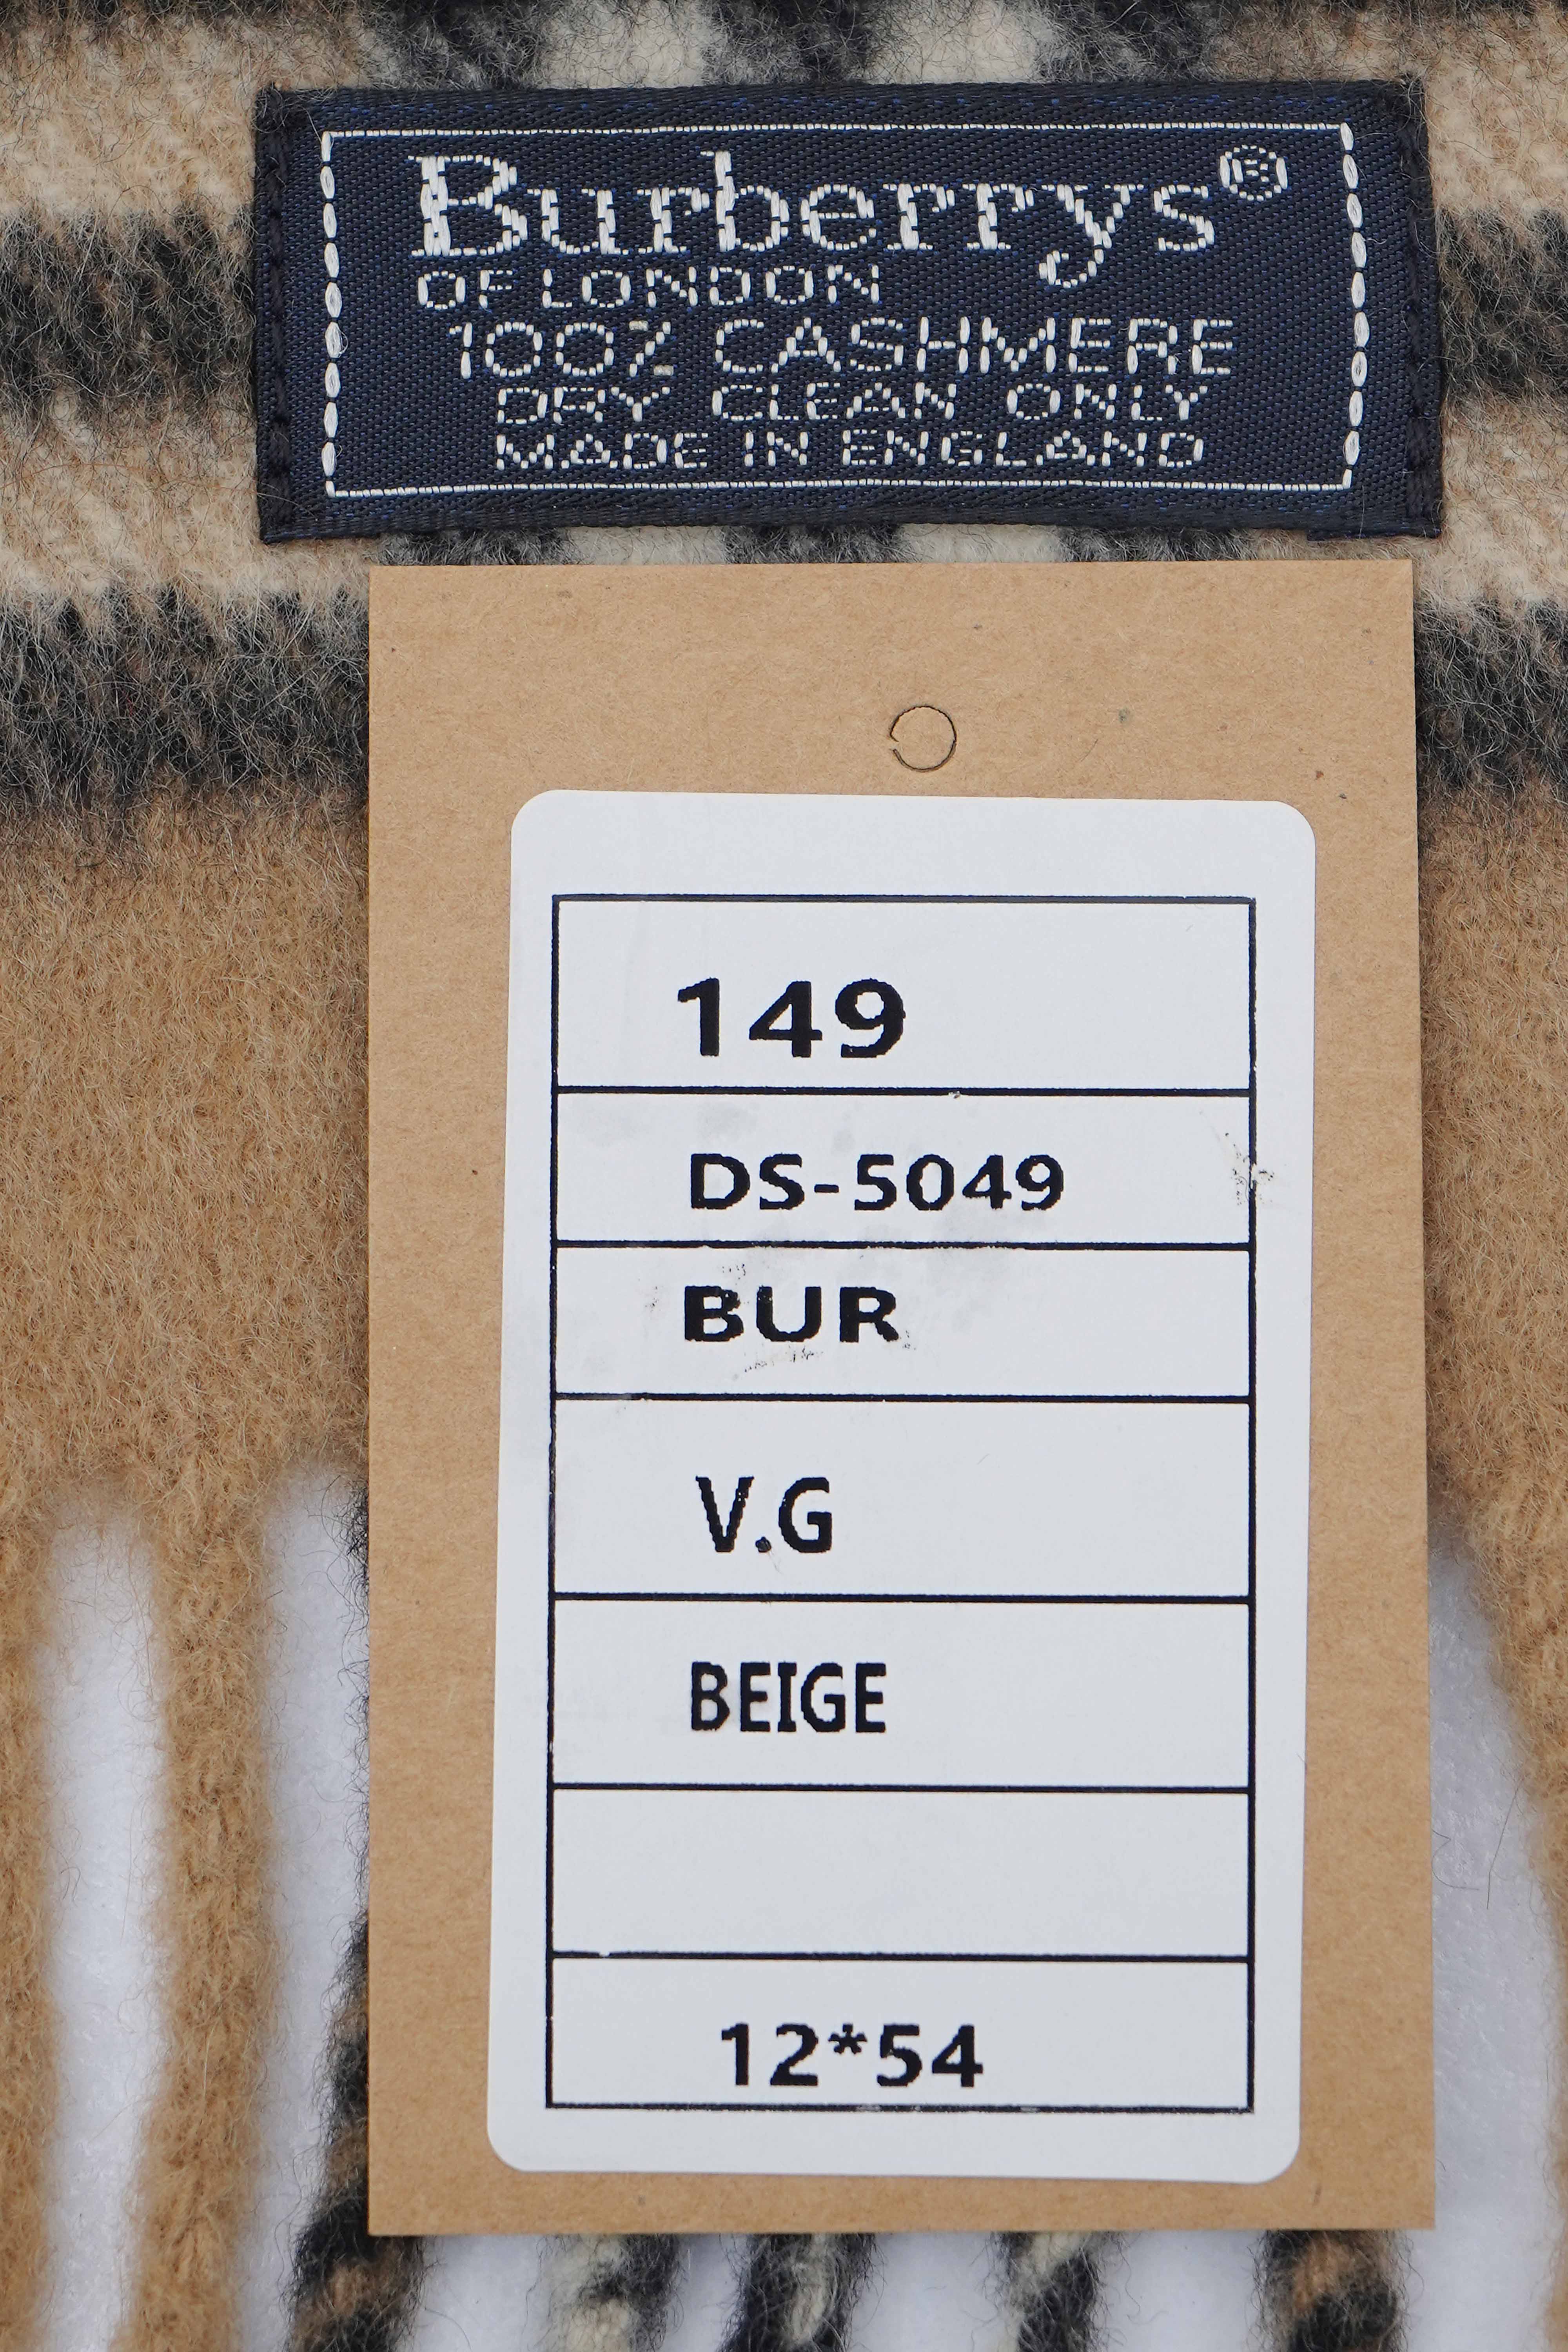 Burberrys®
OF LONDON
100% CASHMERE
DRY CLEAN ONLY
MADE IN ENGLAND
149
DS-5049
BUR
V.G
BEIGE
12*54